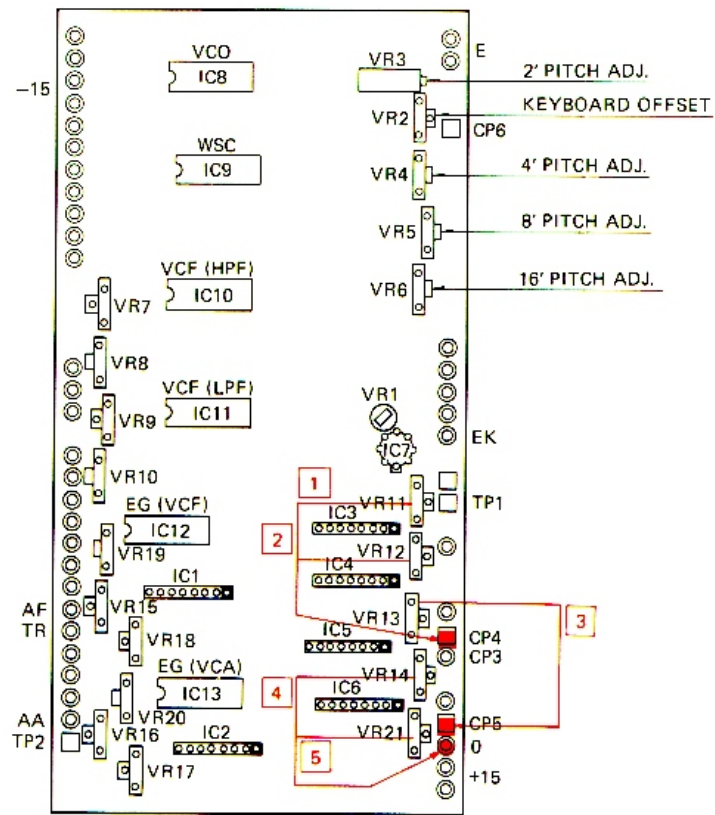 VCO
IC8
VR3
E
2' PITCH ADJ.
-15
KEYBOARD OFFSET
VR2
CP6
WSC
IC9
VR4
4' PITCH ADJ.
VR5
8' PITCH ADJ.
VCF (HPF)
IC10
VR6
16' PITCH ADJ.
VR7
VR8
VCF (LPF)
IC11
VR1
VR9
EK
IC7
VR10
1
VR11
TP1
EG (VCF)
IC12
IC3
2
VR12
VR19
IC4
IC1
AF
VR15
VR13
3
TR
VR18
IC5
CP4
CP3
EG (VCA)
IC13
4
VR14
IC6
VR20
AA
VR16
CP5
TP2
IC2
VR21
0
5
VR17
+15